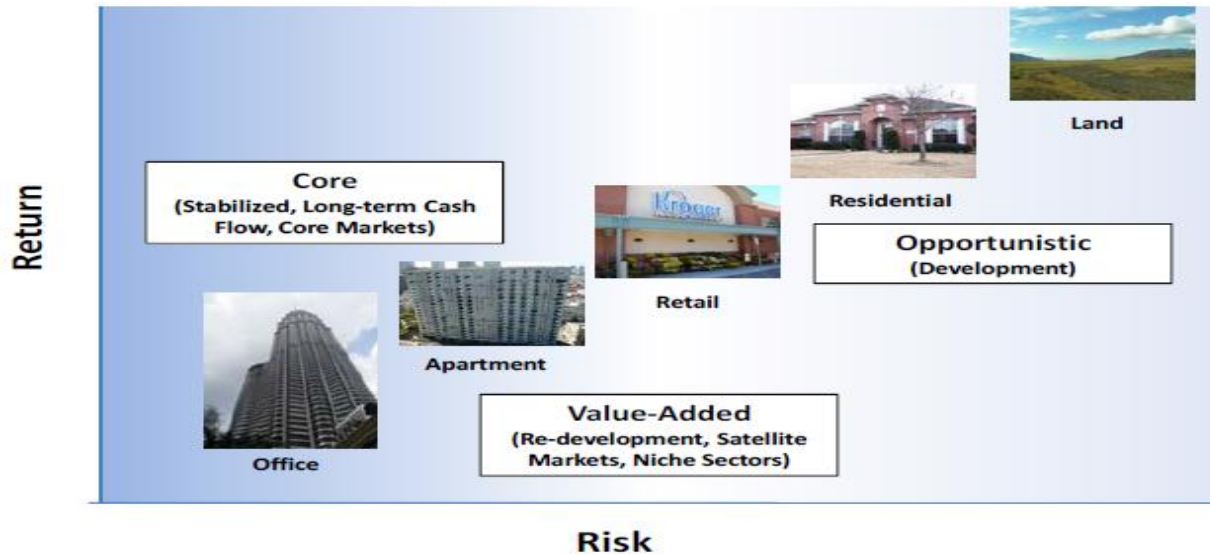 Land
Residential
Core
(Stabilized, Long-term Cash
Flow, Core Markets)
Return
Kroger
Opportunistic
(Development)
Retail
Apartment
Value-Added
(Re-development, Satellite
Markets, Niche Sectors)
Office
Risk